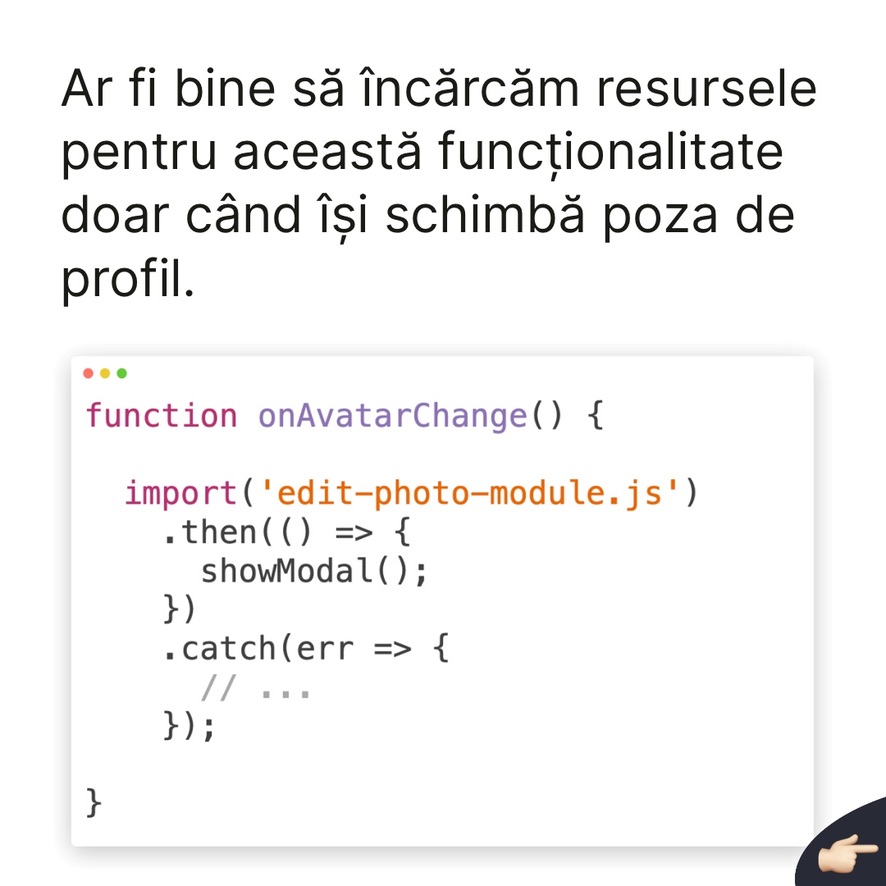 Ar fi bine să încărcăm resursele
pentru această funcționalitate
doar când își schimbă poza de
profil.
function onAvatarChange() {
import('edit-photo-module.js')
.then(() => {
showModal();
})
.catch(err => {
// ...
});
}